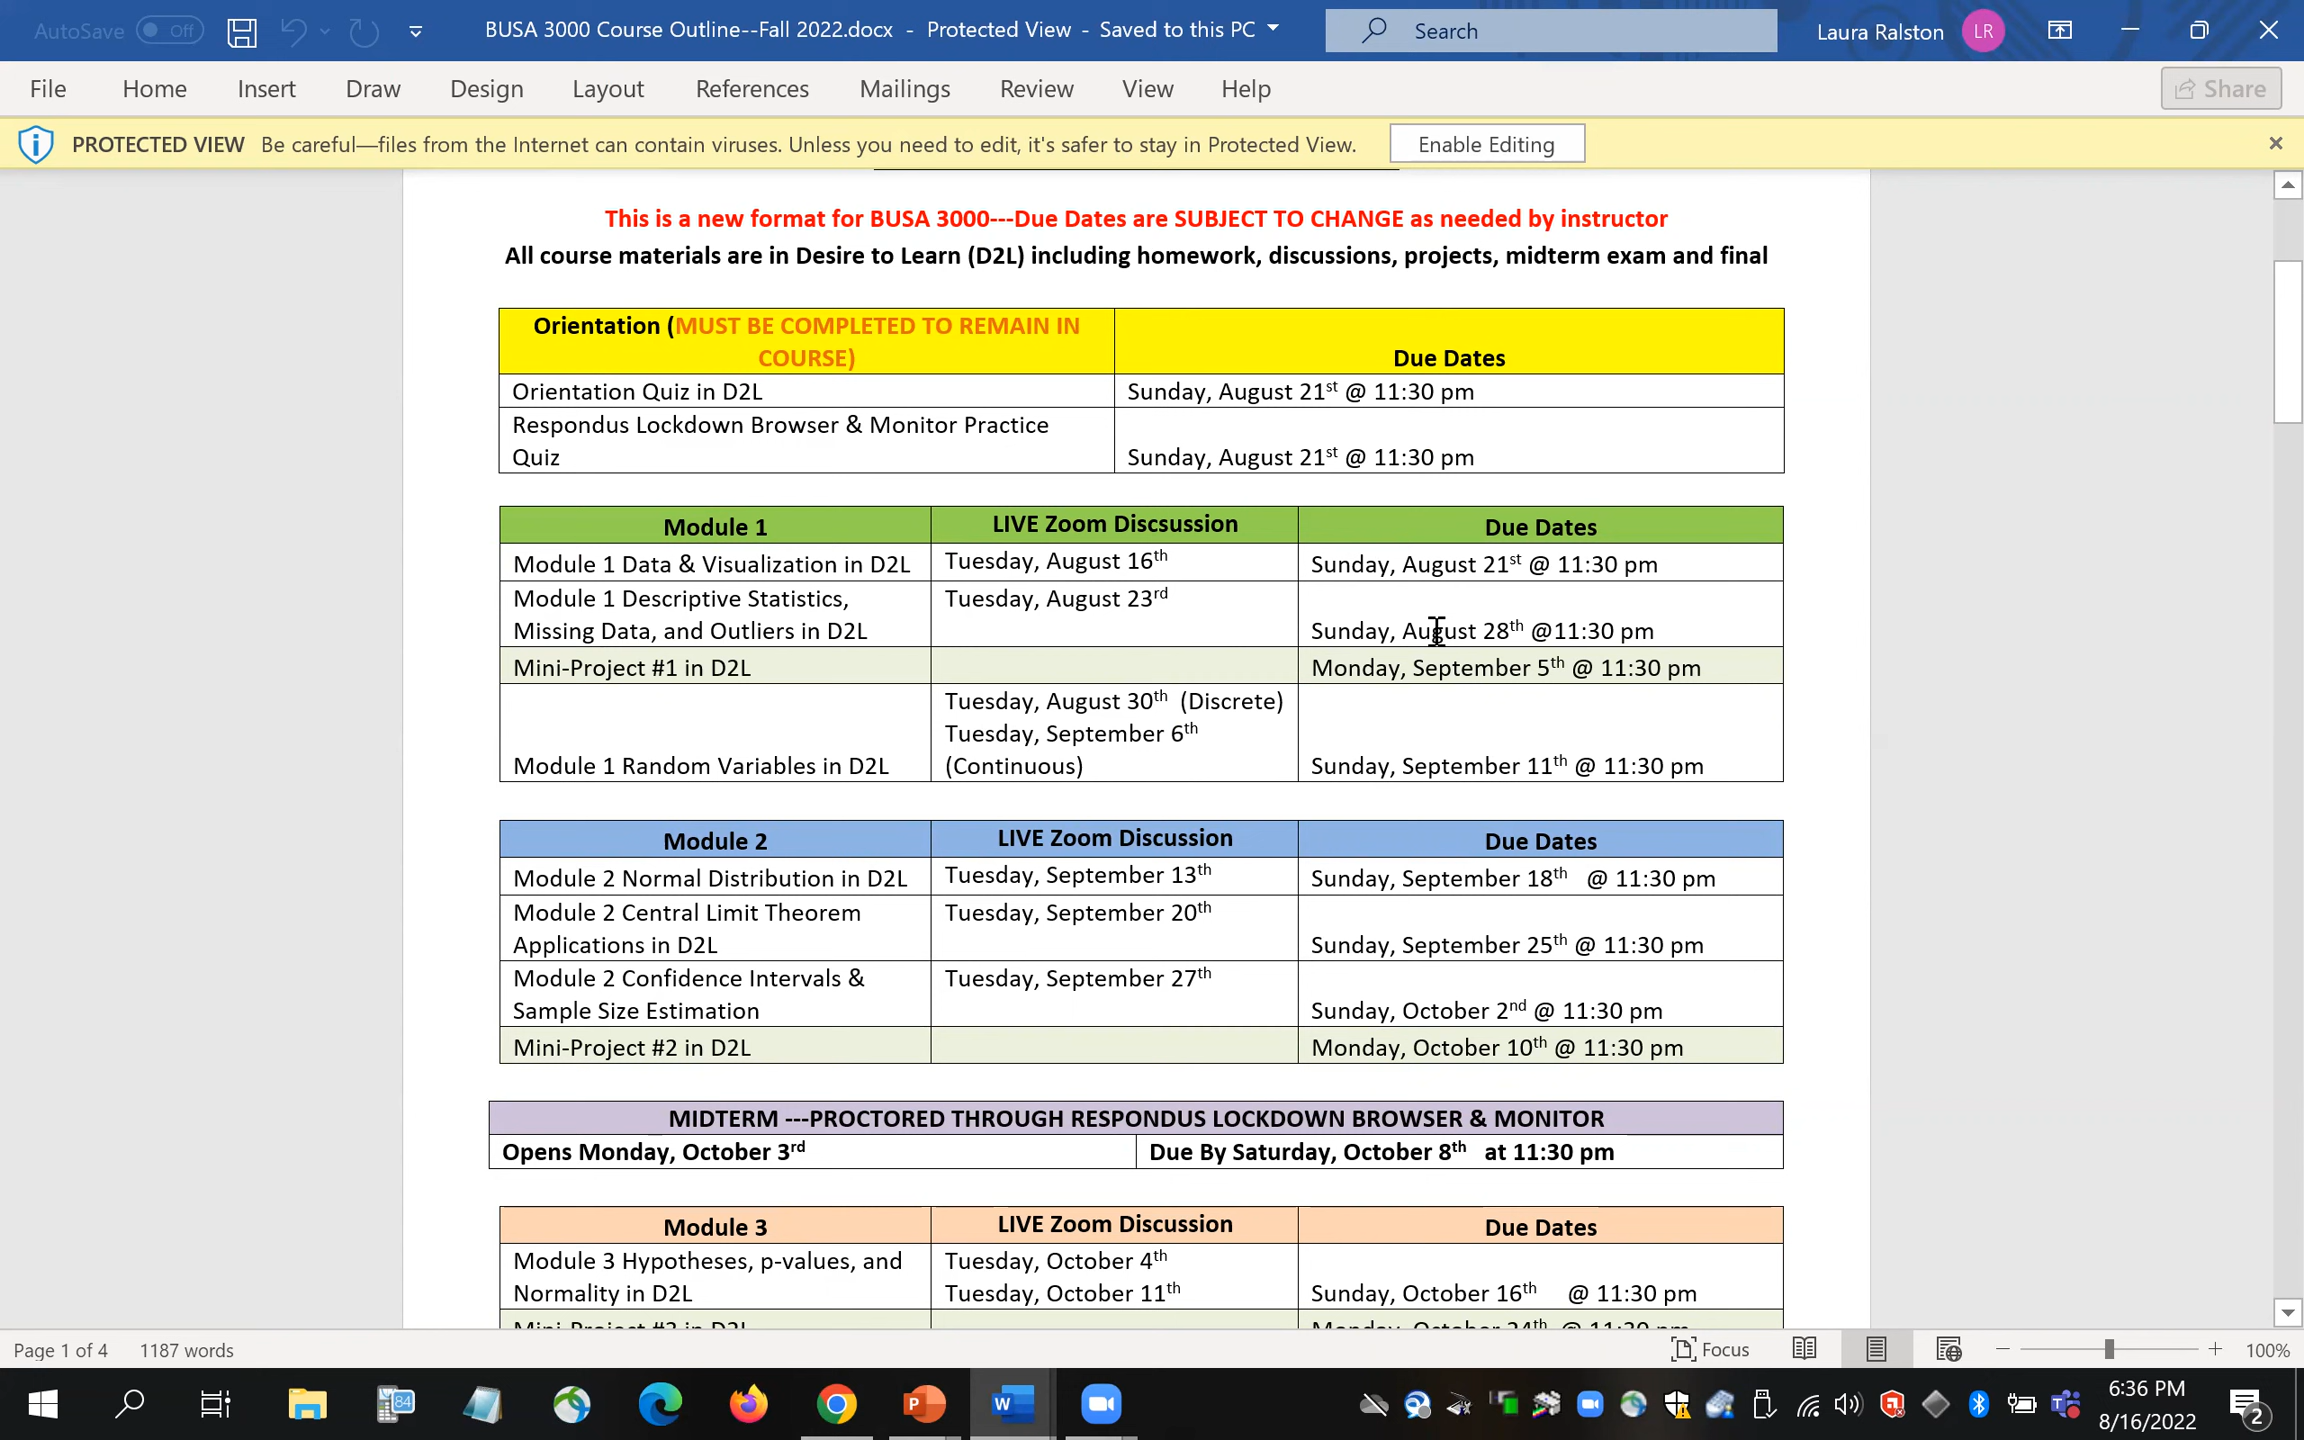 AutoSave Off
BUSA 3000 Course Outline--Fall 2022.docx - Protected View - Saved to this PC
Search
Laura Ralston LR
File Home Insert Draw Design Layout References Mailings Review View Help
Share
PROTECTED VIEW Be careful—files from the Internet can contain viruses. Unless you need to edit, it's safer to stay in Protected View.
Enable Editing
This is a new format for BUSA 3000---Due Dates are SUBJECT TO CHANGE as needed by instructor
All course materials are in Desire to Learn (D2L) including homework, discussions, projects, midterm exam and final
Orientation (MUST BE COMPLETED TO REMAIN IN
COURSE)
Due Dates
Orientation Quiz in D2L
Sunday, August 21st @ 11:30 pm
Respondus Lockdown Browser & Monitor Practice
Quiz
Sunday, August 21st @ 11:30 pm
Module 1
LIVE Zoom Discsussion
Due Dates
Module 1 Data & Visualization in D2L
Tuesday, August 16th
Sunday, August 21st @ 11:30 pm
Module 1 Descriptive Statistics,
Missing Data, and Outliers in D2L
Tuesday, August 23rd
Sunday, August 28th @11:30 pm
Mini-Project #1 in D2L
Monday, September 5th @ 11:30 pm
Module 1 Random Variables in D2L
Tuesday, August 30th (Discrete)
Tuesday, September 6th
(Continuous)
Sunday, September 11th @ 11:30 pm
Module 2
LIVE Zoom Discussion
Due Dates
Module 2 Normal Distribution in D2L
Tuesday, September 13th
Sunday, September 18th @ 11:30 pm
Module 2 Central Limit Theorem
Applications in D2L
Tuesday, September 20th
Sunday, September 25th @ 11:30 pm
Module 2 Confidence Intervals &
Sample Size Estimation
Tuesday, September 27th
Sunday, October 2nd @ 11:30 pm
Mini-Project #2 in D2L
Monday, October 10th @ 11:30 pm
MIDTERM ---PROCTORED THROUGH RESPONDUS LOCKDOWN BROWSER & MONITOR
Opens Monday, October 3rd
Due By Saturday, October 8th at 11:30 pm
Module 3
LIVE Zoom Discussion
Due Dates
Module 3 Hypotheses, p-values, and
Normality in D2L
Tuesday, October 4th
Tuesday, October 11th
Sunday, October 16th @ 11:30 pm
Mini-Project #3 in D2L
Monday, October 24th @ 11:30 pm
Page 1 of 4 1187 words
Focus
100%
84
6:36 PM
8/16/2022
2